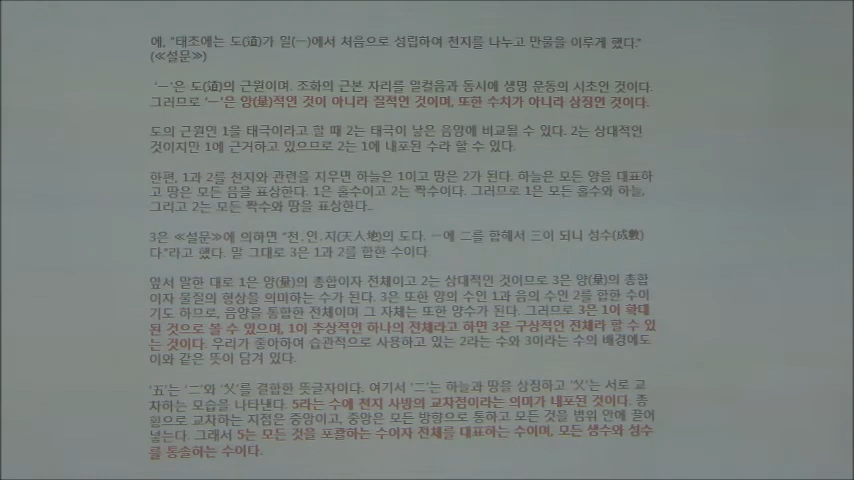 에, "태초에는 도(道)가 일(一)에서 처음으로 성립하여 천지를 나누고 만물을 이루게 했다."
(≪설문≫)
'一'은 도(道)의 근원이며, 조화의 근본 자리를 일컬음과 동시에 생명 운동의 시초인 것이다.
그러므로 '一'은 양(量)적인 것이 아니라 질적인 것이며, 또한 수치가 아니라 상징인 것이다.
도의 근원인 1을 태극이라고 할 때 2는 태극이 낳은 음양에 비교될 수 있다. 2는 상대적인
것이지만 1에 근거하고 있으므로 2는 1에 내포된 수라 할 수 있다.
한편, 1과 2를 천지와 관련을 지우면 하늘은 1이고 땅은 2가 된다. 하늘은 모든 양을 대표하
고 땅은 모든 음을 표상한다. 1은 홀수이고 2는 짝수이다. 그러므로 1은 모든 홀수와 하늘,
그리고 2는 모든 짝수와 땅을 표상한다..
3은 ≪설문≫에 의하면 "천.인.지(天人地)의 도다. 一에 二를 합해서 三이 되니 성수(成數)
다."라고 했다. 말 그대로 3은 1과 2를 합한 수이다.
앞서 말한 대로 1은 양(量)의 총합이자 전체이고 2는 상대적인 것이므로 3은 양(量)의 총합
이자 물질의 형상을 의미하는 수가 된다. 3은 또한 양의 수인 1과 음의 수인 2를 합한 수이
기도 하므로, 음양을 통합한 전체이며 그 자체는 또한 양수가 된다. 그러므로 3은 1이 확대
된 것으로 볼 수 있으며, 1이 추상적인 하나의 전체라고 하면 3은 구상적인 전체라 할 수 있
는 것이다. 우리가 좋아하여 습관적으로 사용하고 있는 2라는 수와 3이라는 수의 배경에도
이와 같은 뜻이 담겨 있다.
'五'는 '二'와 '乂'를 결합한 뜻글자이다. 여기서 '二'는 하늘과 땅을 상징하고 '乂'는 서로 교
차하는 모습을 나타낸다. 5라는 수에 천지 사방의 교차점이라는 의미가 내포된 것이다. 종
횡으로 교차하는 지점은 중앙이고, 중앙은 모든 방향으로 통하고 모든 것을 범위 안에 끌어
넣는다. 그래서 5는 모든 것을 포괄하는 수이자 전체를 대표하는 수이며, 모든 생수와 성수
를 통솔하는 수이다.